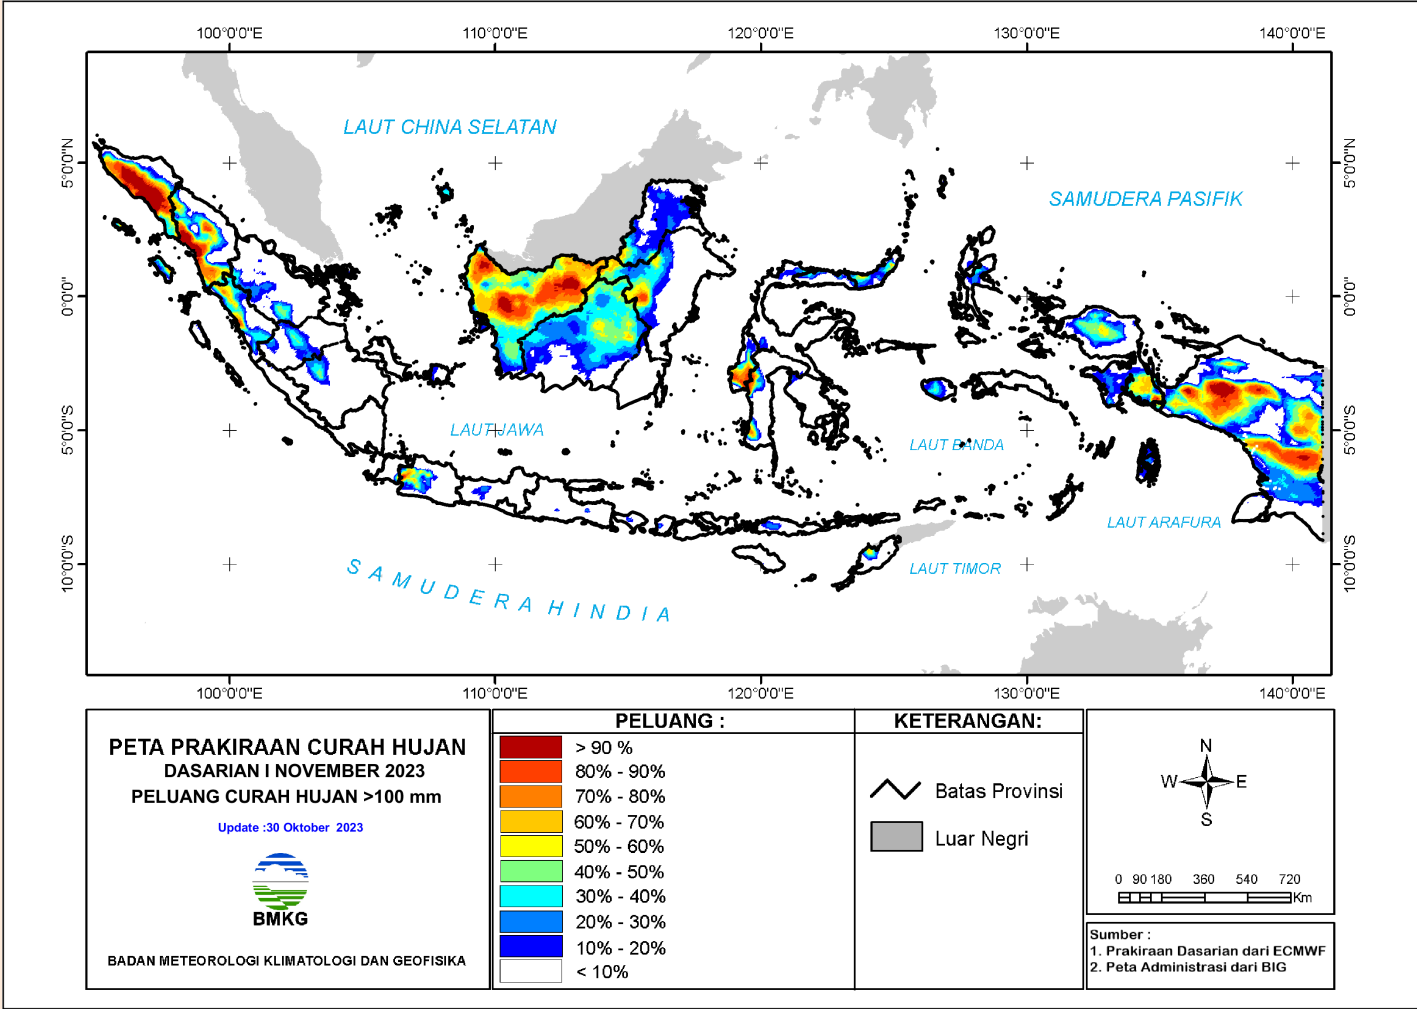 100°0'0"E 110°0'0"E 120°0'0"E 130°0'0"E 140°0'0"E
LAUT CHINA SELATAN
SAMUDERA PASIFIK
5°0'0"N 5°0'0"N
0°0'0" 0°0'0"
5°0'0"S 5°0'0"S
10°0'0"S 10°0'0"S
LAUT JAWA
LAUT BANDA
LAUT ARAFURA
LAUT TIMOR
SAMUDERA HINDIA
100°0'0"E 110°0'0"E 120°0'0"E 130°0'0"E 140°0'0"E
PETA PRAKIRAAN CURAH HUJAN
DASARIAN I NOVEMBER 2023
PELUANG CURAH HUJAN >100 mm
Update :30 Oktober 2023
BMKG
BADAN METEOROLOGI KLIMATOLOGI DAN GEOFISIKA
PELUANG :
> 90 %
80% - 90%
70% - 80%
60% - 70%
50% - 60%
40% - 50%
30% - 40%
20% - 30%
10% - 20%
< 10%
KETERANGAN:
Batas Provinsi
Luar Negri
N
W E
S
0 90 180 360 540 720
Km
Sumber :
1. Prakiraan Dasarian dari ECMWF
2. Peta Administrasi dari BIG